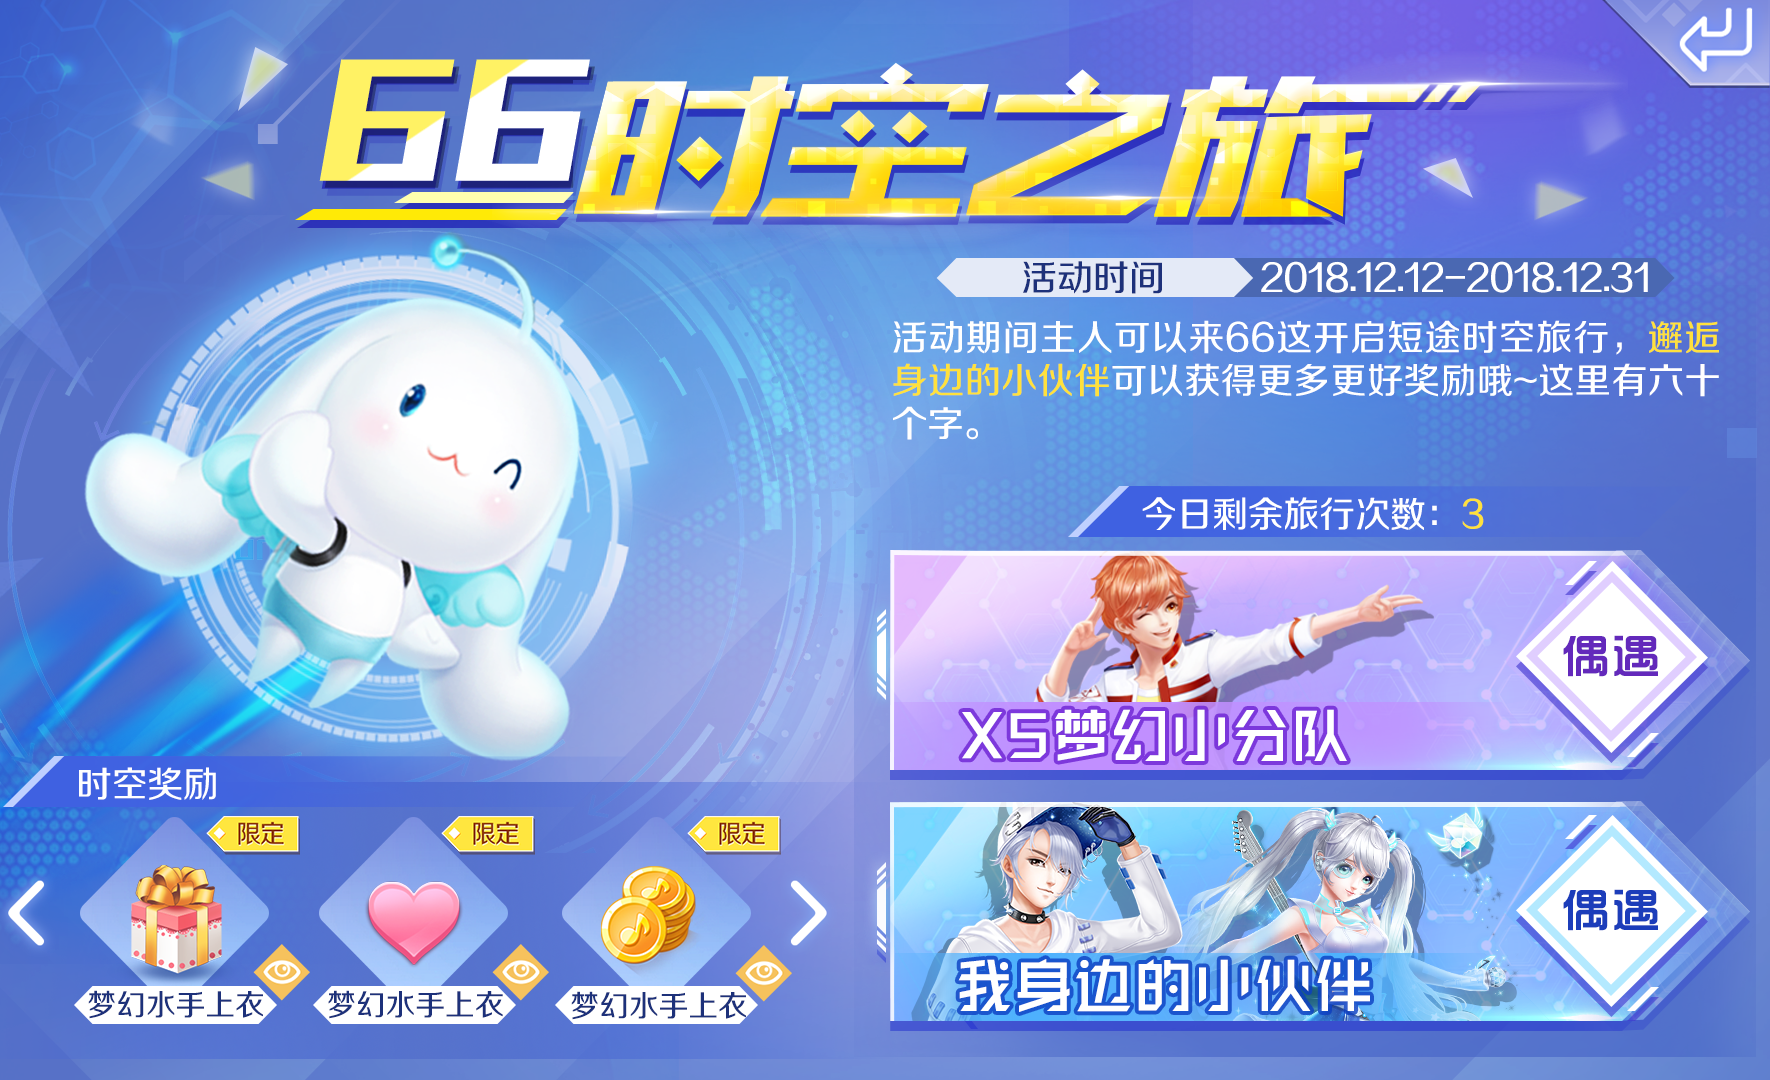 66时空之旅
活动时间 2018.12.12-2018.12.31
活动期间主人可以来66这开启短途时空旅行，邂逅
身边的小伙伴可以获得更多更好奖励哦~这里有六十
个字。
今日剩余旅行次数：3
偶遇
X5梦幻小分队
时空奖励
限定 限定 限定
偶遇
我身边的小伙伴
梦幻水手上衣 梦幻水手上衣 梦幻水手上衣